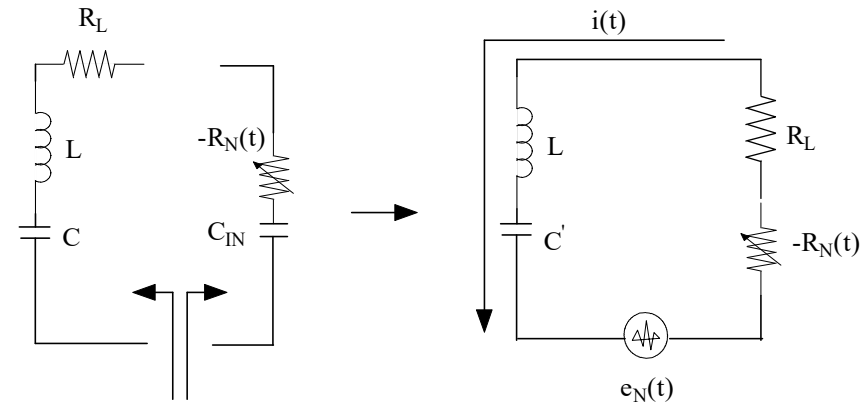 R_L
L
C
-R_N(t)
C_IN
i(t)
L
C'
R_L
-R_N(t)
e_N(t)